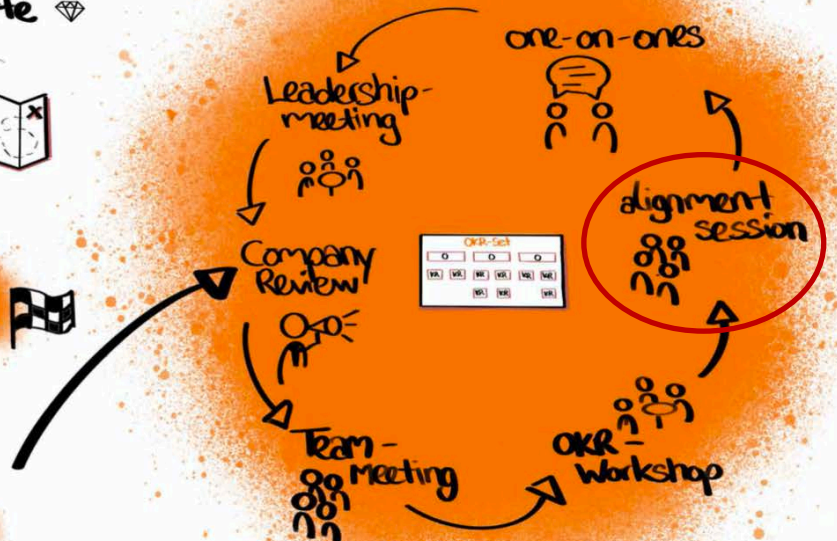 one-on-ones
Leadership-
meeting
alignment
session
Company
Review
OKR-Set
O O O
KR KR KR KR KR KR
KR KR KR
Team-
Meeting
OKR-
Workshop